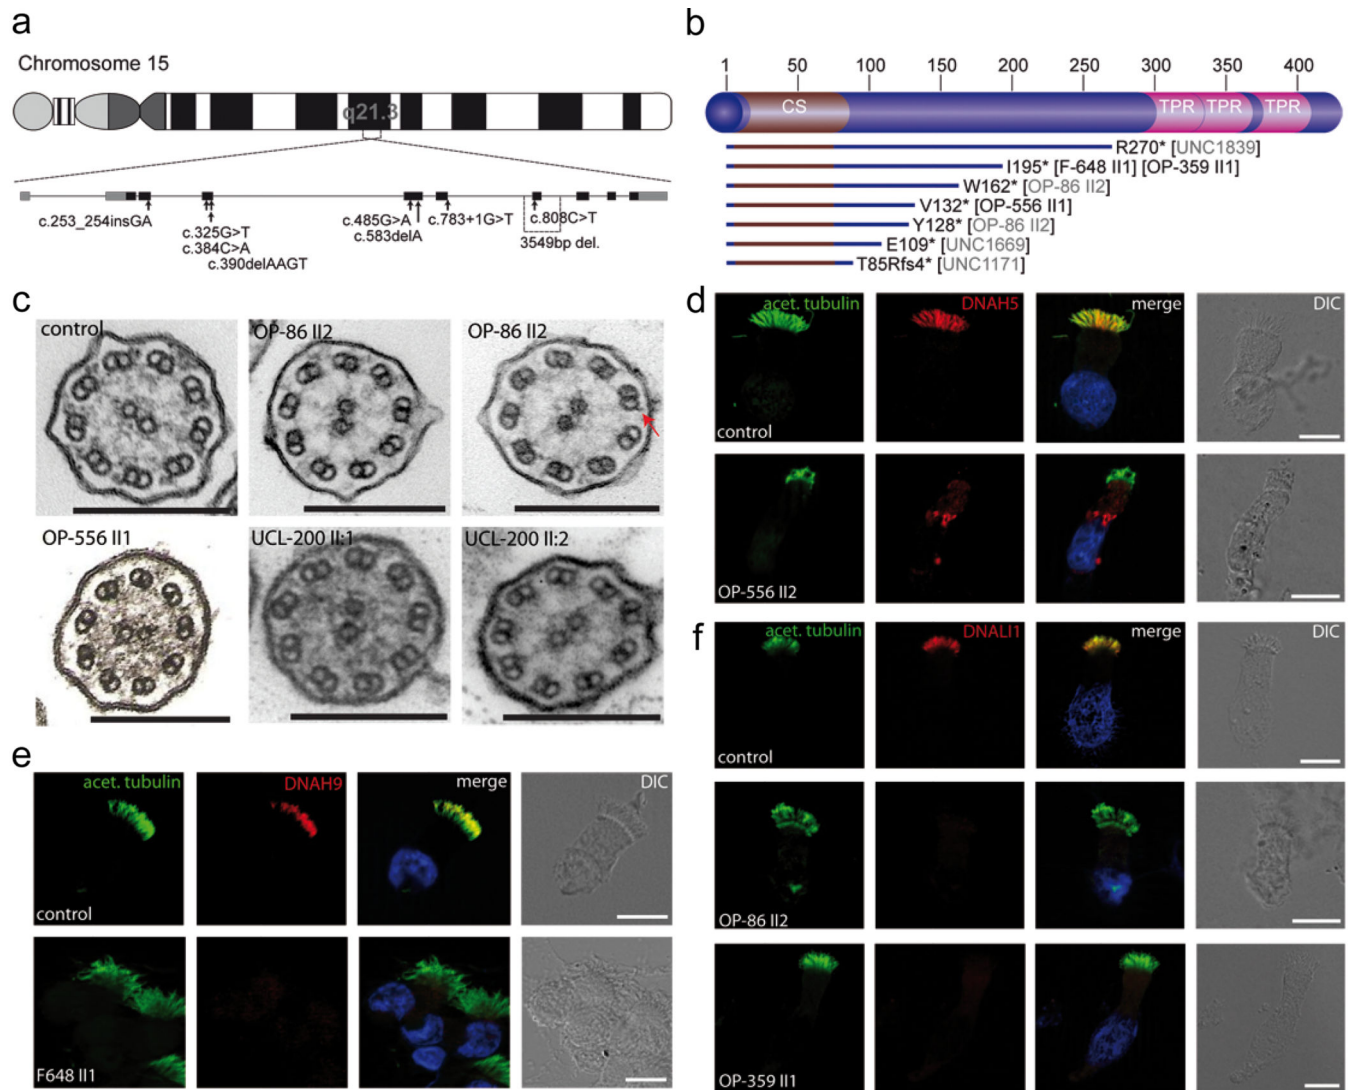 a
Chromosome 15
q21.3
c.253_254insGA
c.325G>T
c.384C>A
c.390delAAGT
c.485G>A
c.583delA
c.783+1G>T
c.808C>T
3549bp del.
b
1 50 100 150 200 250 300 350 400
CS TPR TPR TPR
R270* [UNC1839]
I195* [F-648 II1] [OP-359 II1]
W162* [OP-86 II2]
V132* [OP-556 II1]
Y128* [OP-86 II2]
E109* [UNC1669]
T85Rfs4* [UNC1171]
c
control
OP-86 II2
OP-86 II2
OP-556 II1
UCL-200 II:1
UCL-200 II:2
d
acet. tubulin DNAH5 merge DIC
control
OP-556 II2
e
acet. tubulin DNAH9 merge DIC
control
F648 II1
f
acet. tubulin DNALI1 merge DIC
control
OP-86 II2
OP-359 II1